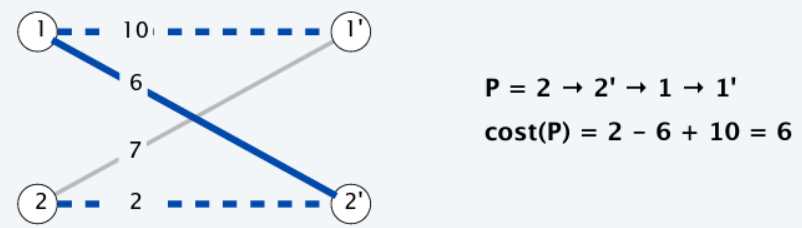 1 10 1'
6
P = 2 → 2' → 1 → 1'
cost(P) = 2 – 6 + 10 = 6
7
2 2 2'